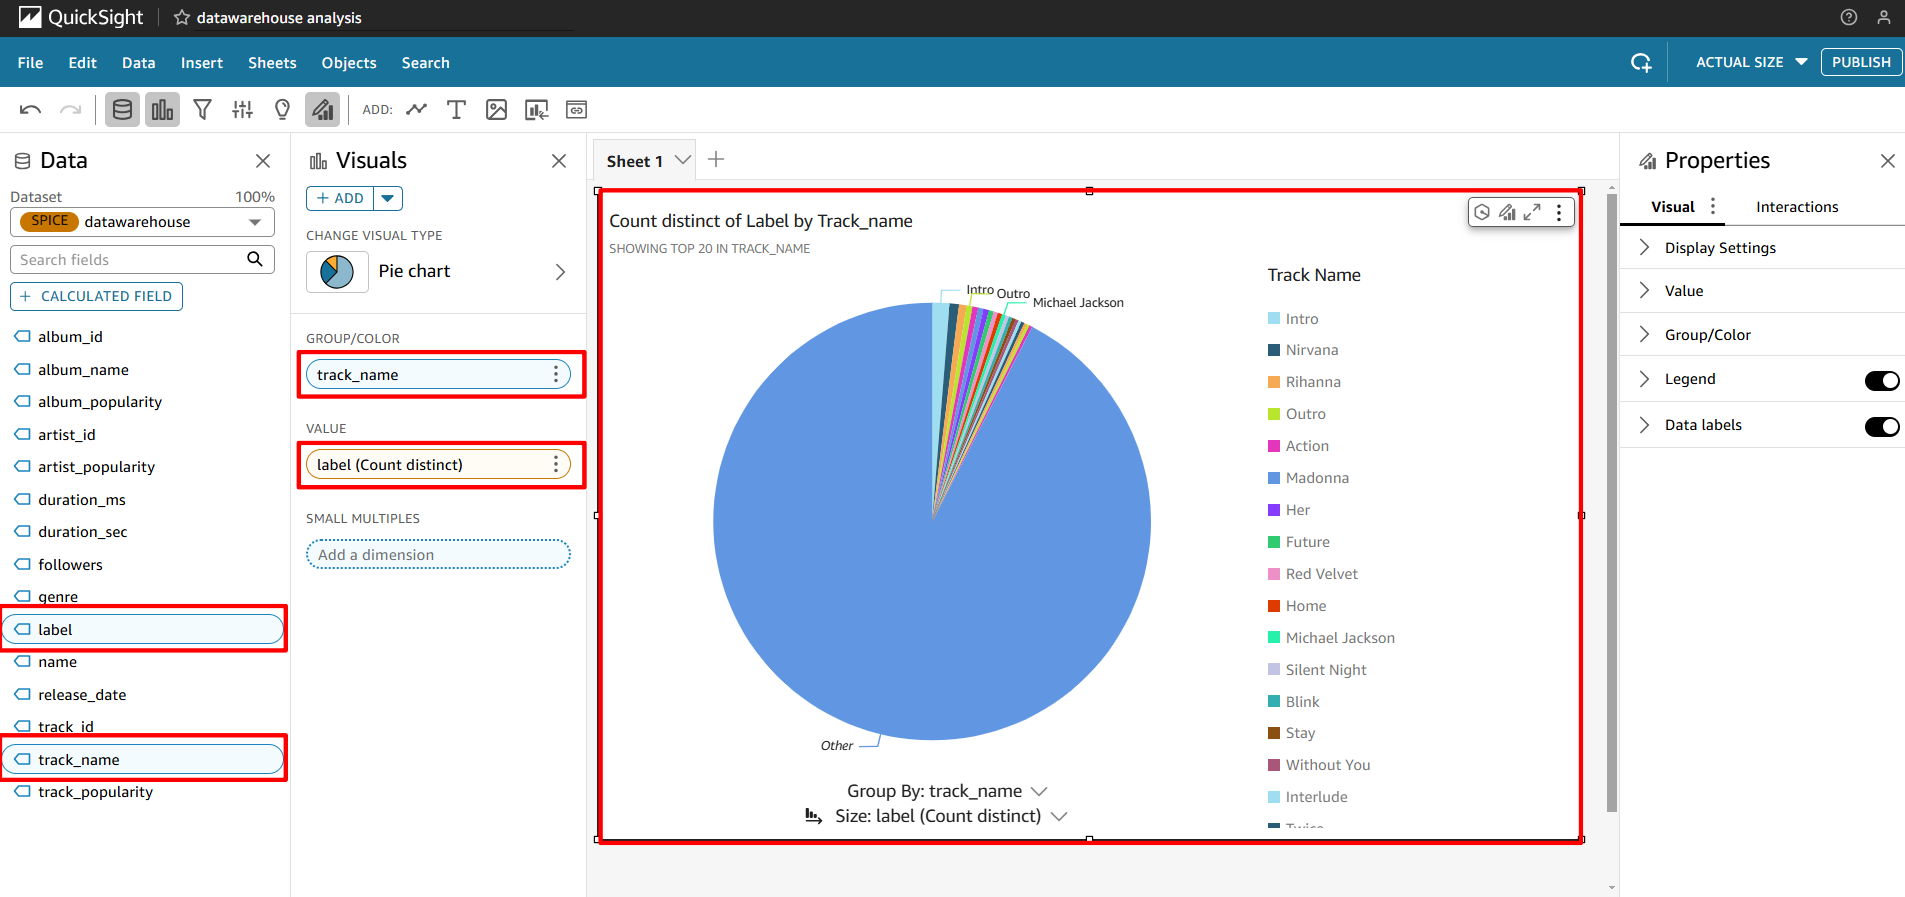 QuickSight
datawarehouse analysis
File Edit Data Insert Sheets Objects Search
ACTUAL SIZE
PUBLISH
ADD:
Data
Dataset 100%
SPICE datawarehouse
Search fields
CALCULATED FIELD
album_id
album_name
album_popularity
artist_id
artist_popularity
duration_ms
duration_sec
followers
genre
label
name
release_date
track_id
track_name
track_popularity
Visuals
+ ADD
CHANGE VISUAL TYPE
Pie chart
GROUP/COLOR
track_name
VALUE
label (Count distinct)
SMALL MULTIPLES
Add a dimension
Sheet 1
Count distinct of Label by Track_name
SHOWING TOP 20 IN TRACK_NAME
Intro
Outro
Michael Jackson
Other
Group By: track_name
Size: label (Count distinct)
Track Name
Intro
Nirvana
Rihanna
Outro
Action
Madonna
Her
Future
Red Velvet
Home
Michael Jackson
Silent Night
Blink
Stay
Without You
Interlude
Twice
Properties
Visual
Interactions
Display Settings
Value
Group/Color
Legend
Data labels